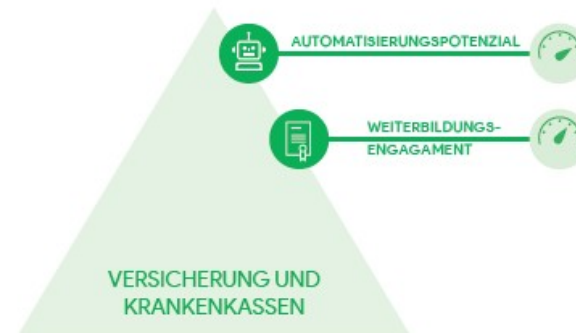 AUTOMATISIERUNGSPOTENZIAL
WEITERBILDUNGS-
ENGAGAMENT
VERSICHERUNG UND
KRANKENKASSEN